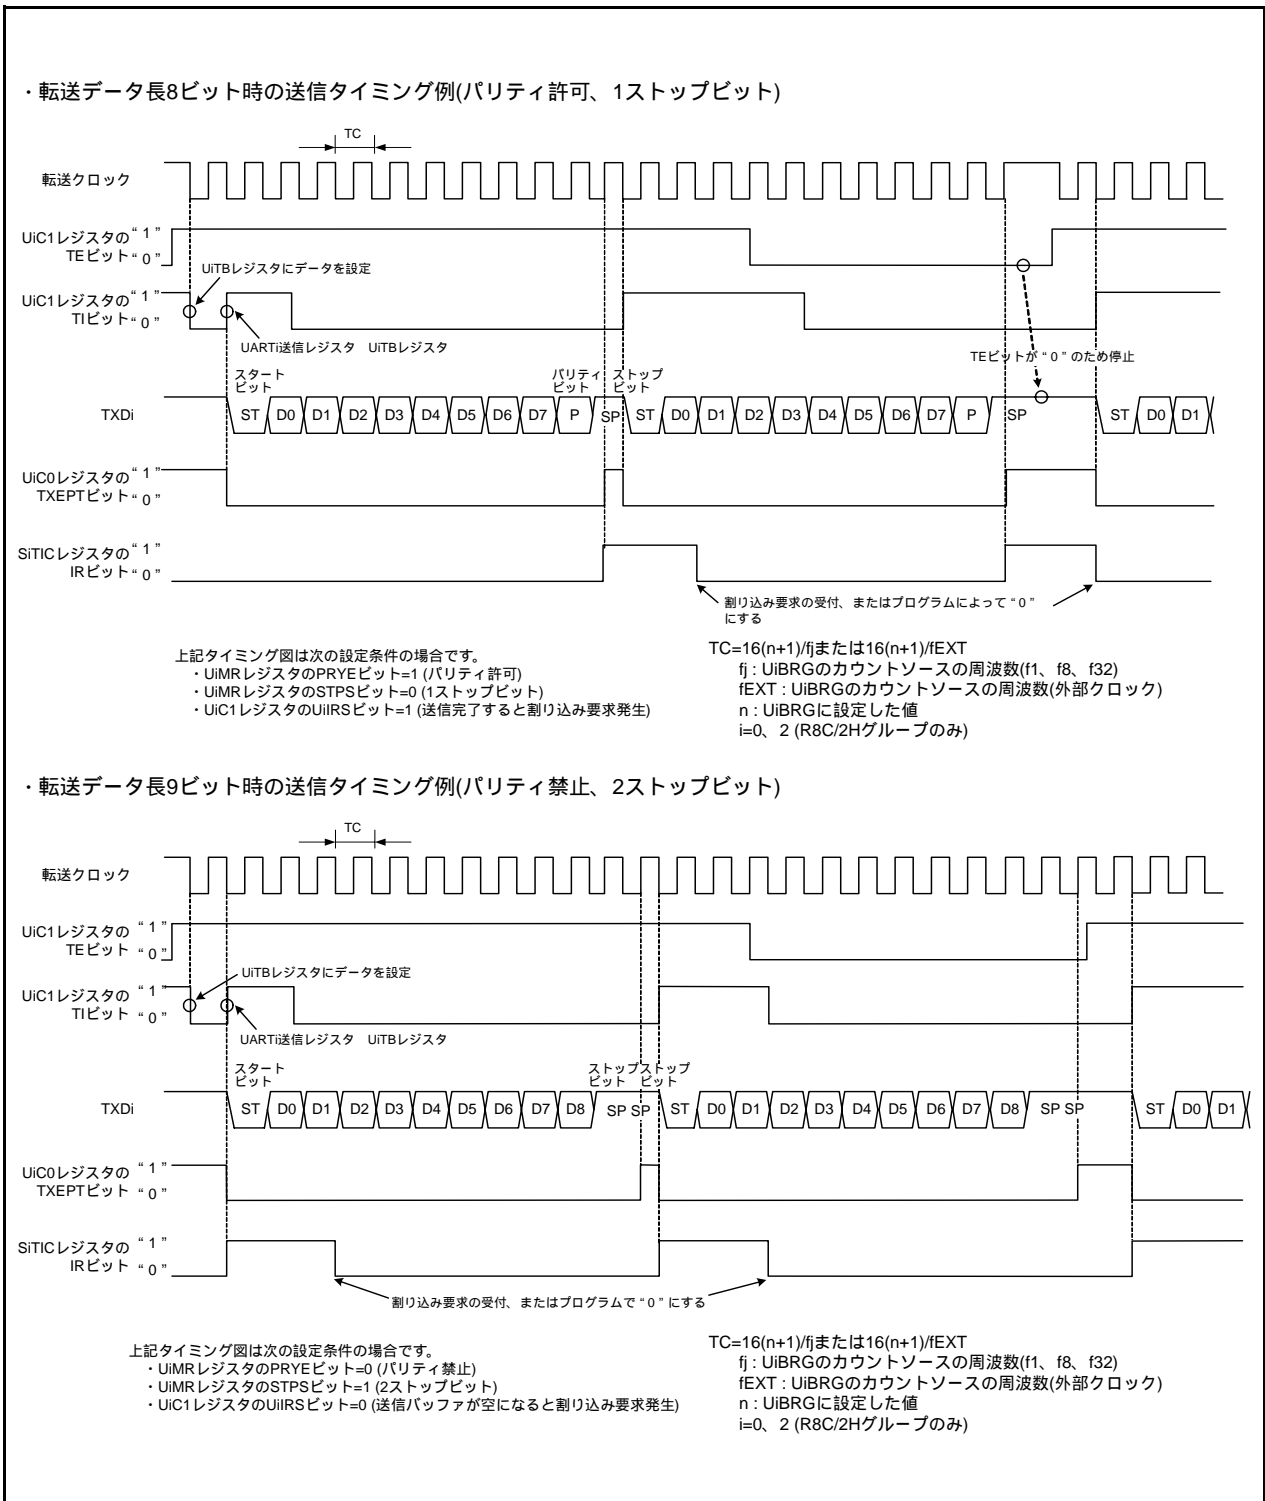 ・転送データ長8ビット時の送信タイミング例(パリティ許可、1ストップビット)
TC
転送クロック
UiC1レジスタの“ 1 ”
TEビット“ 0 ”
UiTBレジスタにデータを設定
UiC1レジスタの“ 1 ”
TIビット“ 0 ”
UARTi送信レジスタ　UiTBレジスタ
TEビットが “ 0 ” のため停止
スタート
ビット
パリティ
ビット
ストップ
ビット
TXDi
ST D0 D1 D2 D3 D4 D5 D6 D7 P SP ST D0 D1 D2 D3 D4 D5 D6 D7 P SP ST D0 D1
UiC0レジスタの“ 1 ”
TXEPTビット“ 0 ”
SiTICレジスタの“ 1 ”
IRビット“ 0 ”
割り込み要求の受付、またはプログラムによって “ 0 ”
にする
上記タイミング図は次の設定条件の場合です。
・UiMRレジスタのPRYEビット=1 (パリティ許可)
・UiMRレジスタのSTPSビット=0 (1ストップビット)
・UiC1レジスタのUiIRSビット=1 (送信完了すると割り込み要求発生)
TC=16(n+1)/fjまたは16(n+1)/fEXT
fj : UiBRGのカウントソースの周波数(f1、f8、f32)
fEXT : UiBRGのカウントソースの周波数(外部クロック)
n : UiBRGに設定した値
i=0、2 (R8C/2Hグループのみ)
・転送データ長9ビット時の送信タイミング例(パリティ禁止、2ストップビット)
TC
転送クロック
UiC1レジスタの “ 1 ”
TEビット “ 0 ”
UiTBレジスタにデータを設定
UiC1レジスタの “ 1 ”
TIビット “ 0 ”
UARTi送信レジスタ　UiTBレジスタ
スタート
ビット
ストップ
ビット
ストップ
ビット
TXDi
ST D0 D1 D2 D3 D4 D5 D6 D7 D8 SP SP ST D0 D1 D2 D3 D4 D5 D6 D7 D8 SP SP ST D0 D1
UiC0レジスタの “ 1 ”
TXEPTビット “ 0 ”
SiTICレジスタの “ 1 ”
IRビット “ 0 ”
割り込み要求の受付、またはプログラムで “ 0 ” にする
上記タイミング図は次の設定条件の場合です。
・UiMRレジスタのPRYEビット=0 (パリティ禁止)
・UiMRレジスタのSTPSビット=1 (2ストップビット)
・UiC1レジスタのUiIRSビット=0 (送信バッファが空になると割り込み要求発生)
TC=16(n+1)/fjまたは16(n+1)/fEXT
fj : UiBRGのカウントソースの周波数(f1、f8、f32)
fEXT : UiBRGのカウントソースの周波数(外部クロック)
n : UiBRGに設定した値
i=0、2 (R8C/2Hグループのみ)